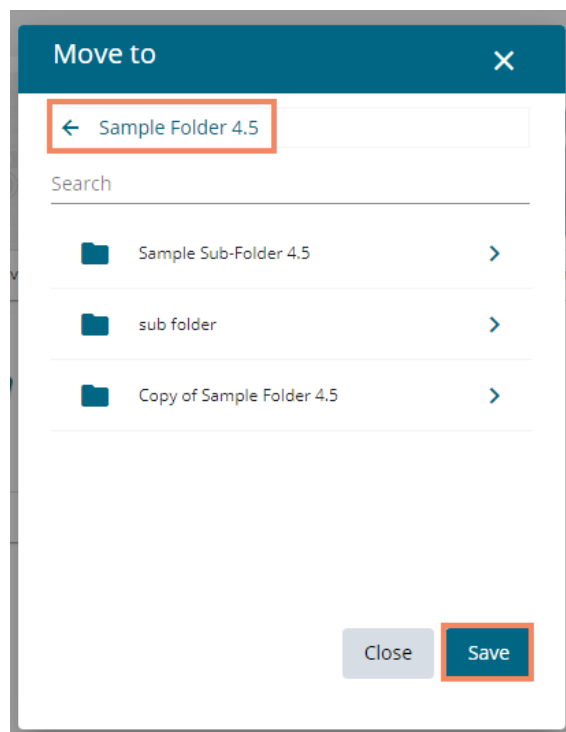 Move to
Sample Folder 4.5
Search
Sample Sub-Folder 4.5
sub folder
Copy of Sample Folder 4.5
Close Save